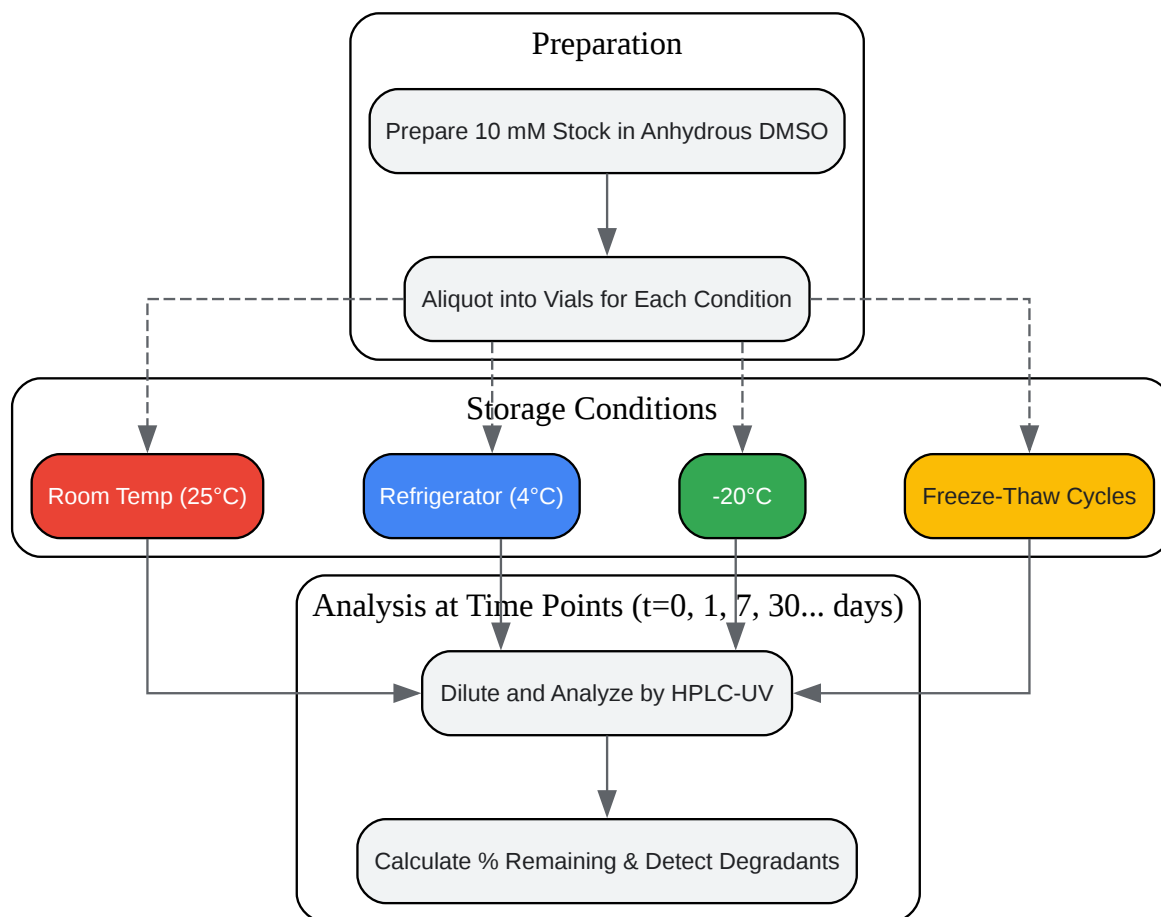 Preparation
Prepare 10 mM Stock in Anhydrous DMSO
Aliquot into Vials for Each Condition
Storage Conditions
Room Temp (25°C)
Refrigerator (4°C)
-20°C
Freeze-Thaw Cycles
Analysis at Time Points (t=0, 1, 7, 30... days)
Dilute and Analyze by HPLC-UV
Calculate % Remaining & Detect Degradants